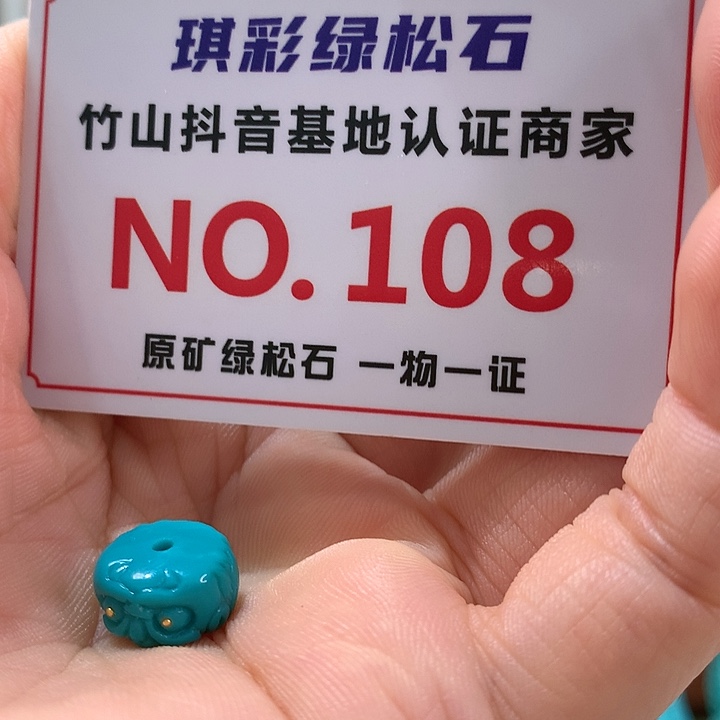 琪彩绿松石
竹山抖音基地认证商家
NO.108
原矿绿松石 一物一证